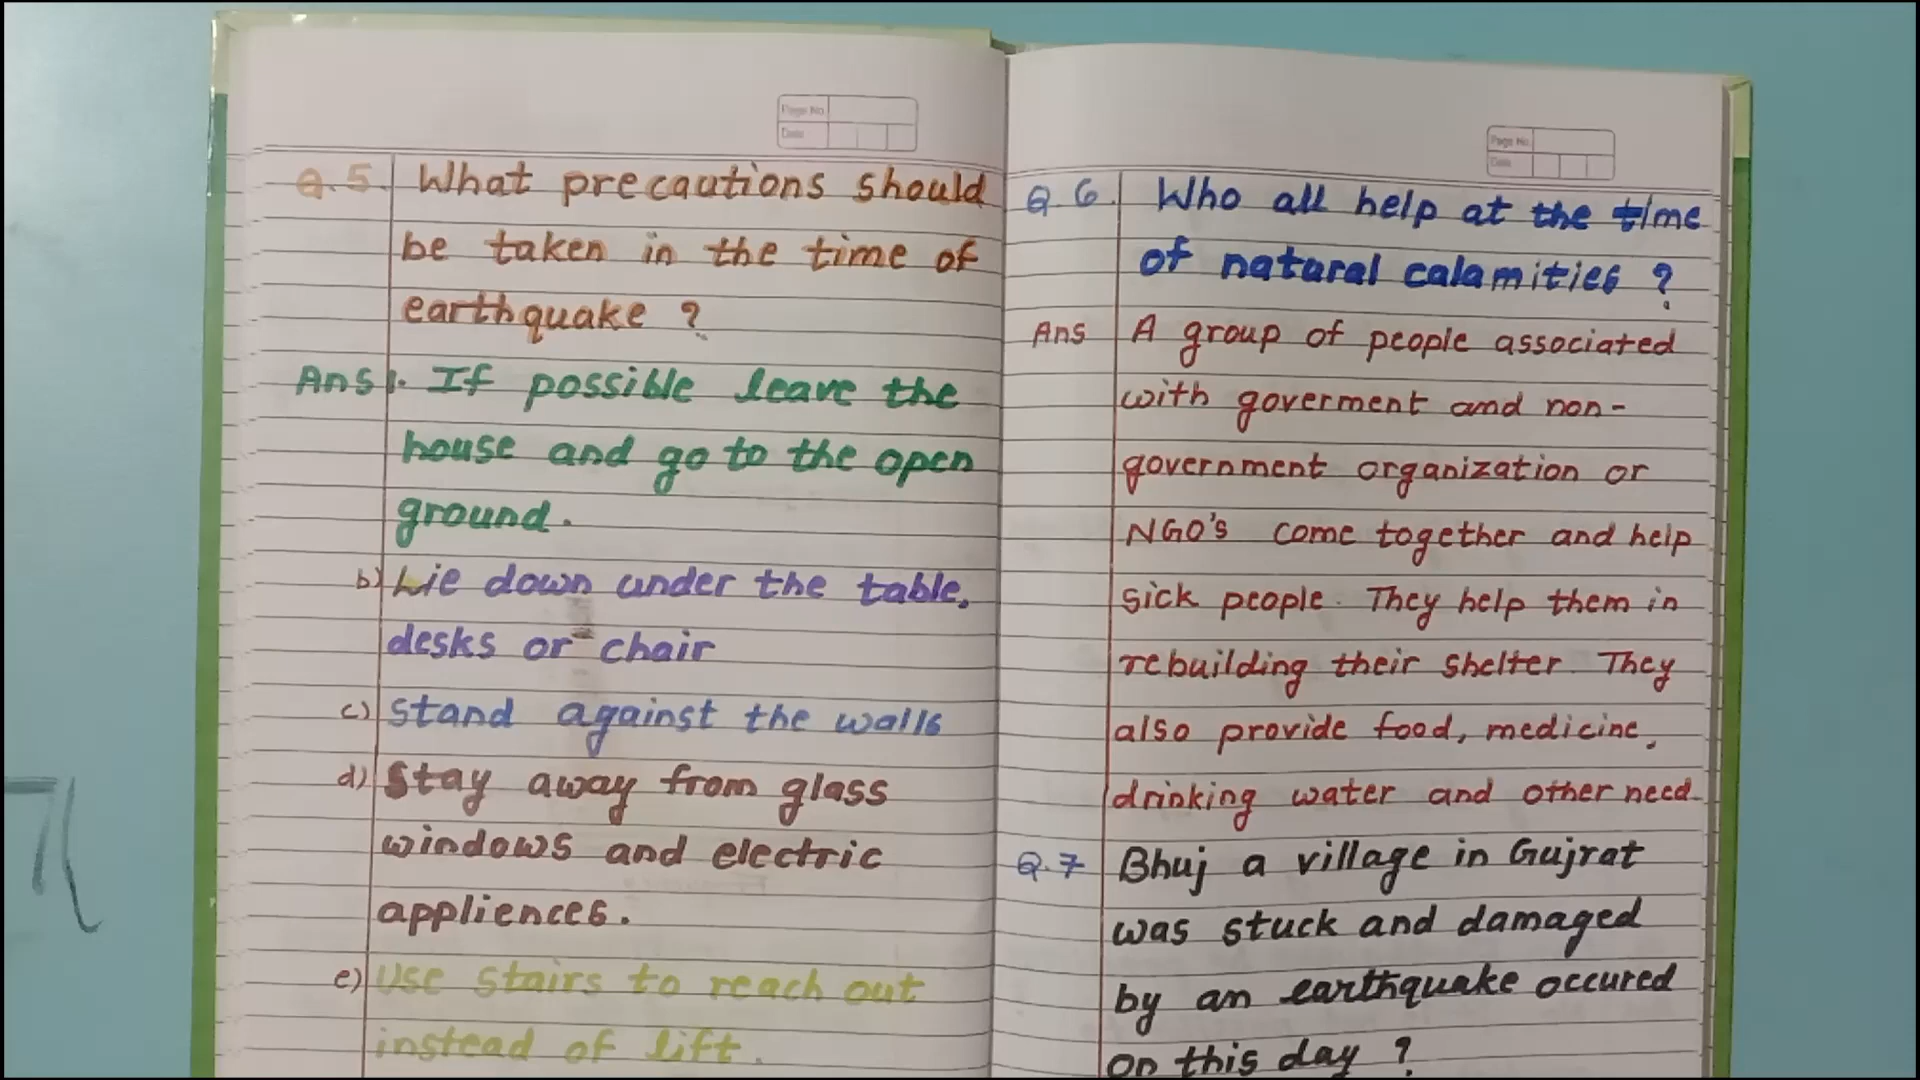 Page No.
Date
Q.5. What precautions should
be taken in the time of
earthquake ?
Ans 1. If possible leave the
house and go to the open
ground.
b) Lie down under the table,
desks or chair
c) stand against the walls
d) Stay away from glass
windows and electric
appliences.
e) Use stairs to reach out
instead of lift.
Page No.
Date
Q.6. Who all help at the time
of natural calamities ?
Ans A group of people associated
with goverment and non-
government organization or
NGO's come together and help
sick people. They help them in
rebuilding their shelter. They
also provide food, medicine,
drinking water and other need.
Q.7 Bhuj a village in Gujrat
was stuck and damaged
by an earthquake occured
on this day ?